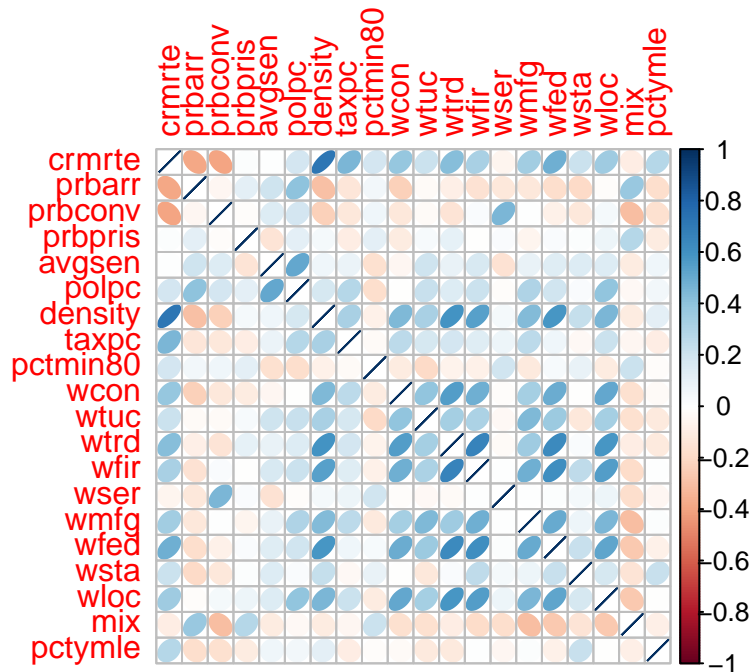 crmrte
prbarr
prbconv
prbpris
avgsen
polpc
density
taxpc
pctmin80
wcon
wtuc
wtrd
wfir
wser
wmfg
wfed
wsta
wloc
mix
pctymle
crmrte
prbarr
prbconv
prbpris
avgsen
polpc
density
taxpc
pctmin80
wcon
wtuc
wtrd
wfir
wser
wmfg
wfed
wsta
wloc
mix
pctymle
1
0.8
0.6
0.4
0.2
0
−0.2
−0.4
−0.6
−0.8
−1